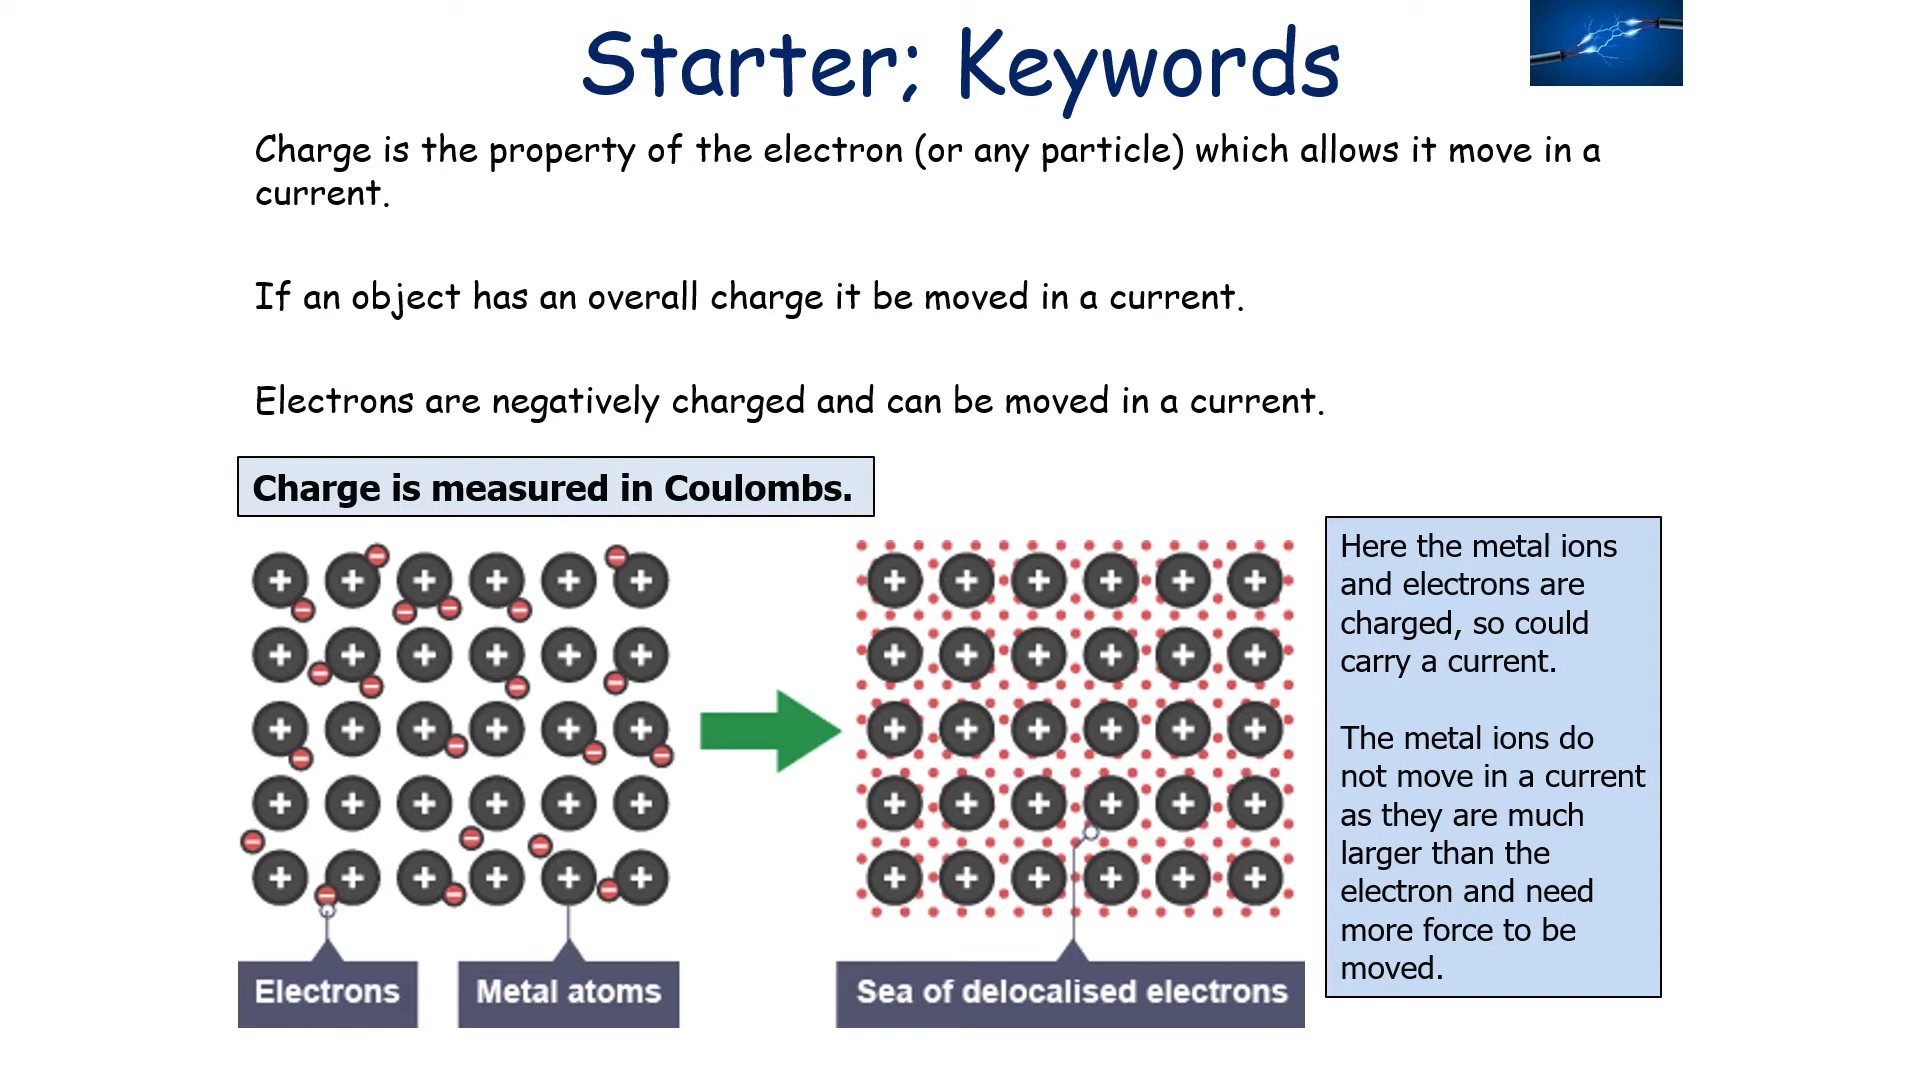 Starter; Keywords
Charge is the property of the electron (or any particle) which allows it move in a
current.
If an object has an overall charge it be moved in a current.
Electrons are negatively charged and can be moved in a current.
Charge is measured in Coulombs.
Here the metal ions
and electrons are
charged, so could
carry a current.
The metal ions do
not move in a current
as they are much
larger than the
electron and need
more force to be
moved.
Electrons
Metal atoms
Sea of delocalised electrons